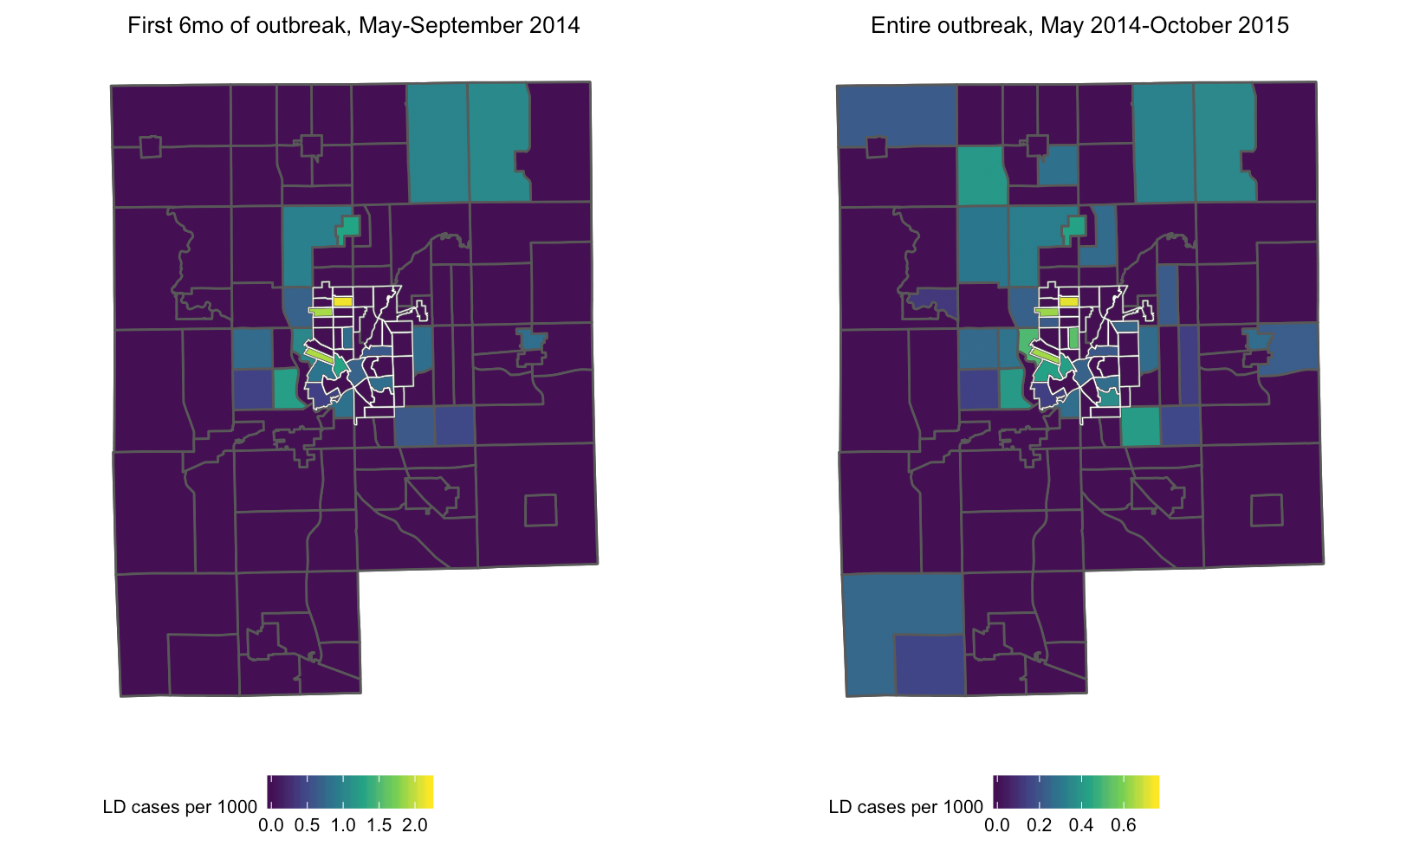 First 6mo of outbreak, May-September 2014
Entire outbreak, May 2014-October 2015
LD cases per 1000
0.0 0.5 1.0 1.5 2.0
LD cases per 1000
0.0 0.2 0.4 0.6